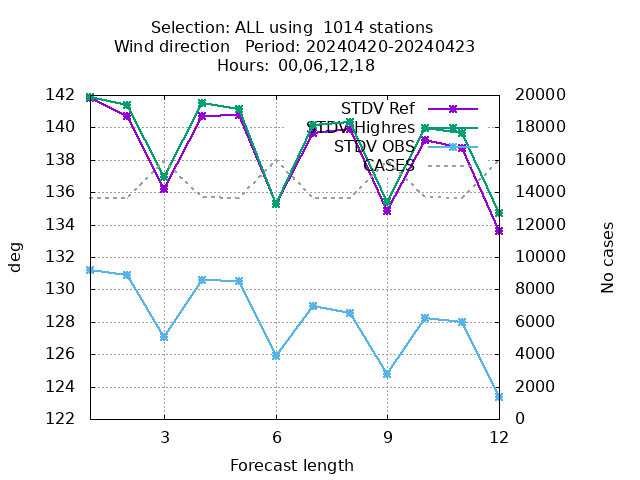 Selection: ALL using  1014 stations
Wind direction   Period: 20240420-20240423
Hours:  00,06,12,18
142 20000
STDV Ref
140 STDV Highres 18000
STDV OBS
138 CASES 16000
136 14000
134 12000
132 10000
130 8000
128 6000
126 4000
124 2000
122 0
3 6 9 12
deg
No cases
Forecast length